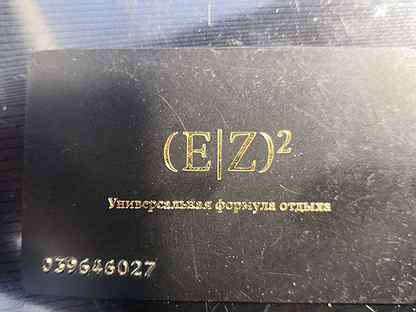 (E|Z)²
Универсальная формула отдыха
039646027